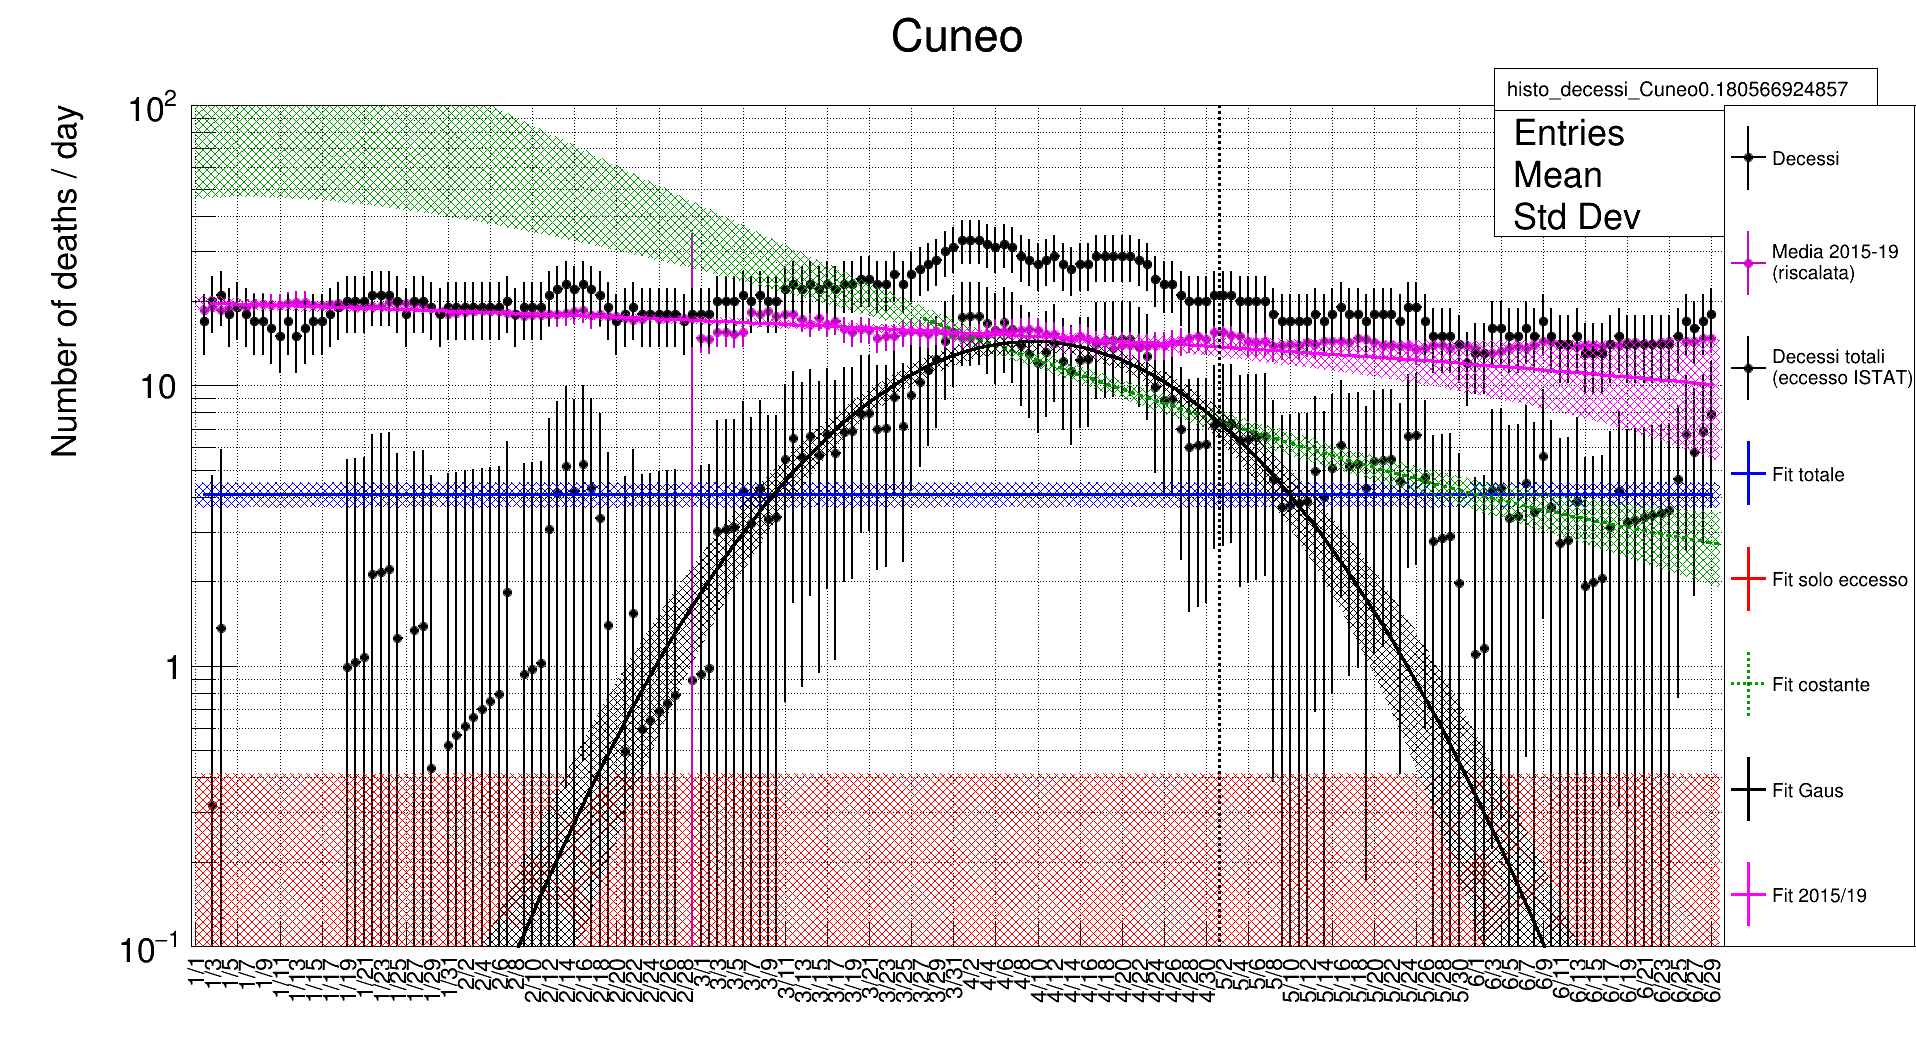 Cuneo
histo_decessi_Cuneo0.180566924857
Entries
Mean
Std Dev
Number of deaths / day
10²
10
1
10⁻¹
Decessi
Media 2015-19
(riscalata)
Decessi totali
(eccesso ISTAT)
Fit totale
Fit solo eccesso
Fit costante
Fit Gaus
Fit 2015/19
1/1 1/3 1/5 1/7 1/9 1/11 1/13 1/15 1/17 1/19 1/21 1/23 1/25 1/27 1/29 1/31 2/2 2/4 2/6 2/8 2/10 2/12 2/14 2/16 2/18 2/20 2/22 2/24 2/26 2/28 3/1 3/3 3/5 3/7 3/9 3/11 3/13 3/15 3/17 3/19 3/21 3/23 3/25 3/27 3/29 3/31 4/2 4/4 4/6 4/8 4/10 4/12 4/14 4/16 4/18 4/20 4/22 4/24 4/26 4/28 4/30 5/2 5/4 5/6 5/8 5/10 5/12 5/14 5/16 5/18 5/20 5/22 5/24 5/26 5/28 5/30 6/1 6/3 6/5 6/7 6/9 6/11 6/13 6/15 6/17 6/19 6/21 6/23 6/25 6/27 6/29